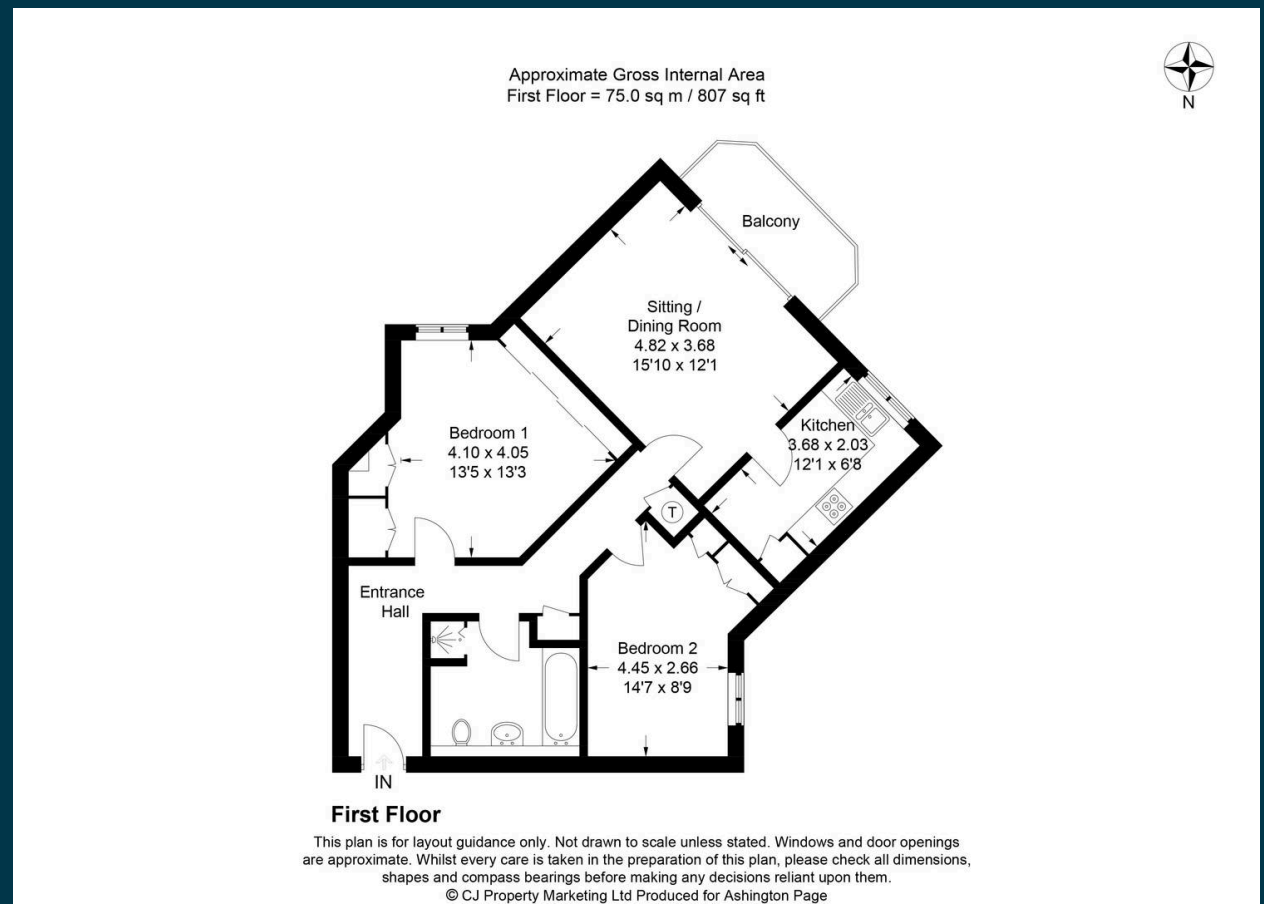 Approximate Gross Internal Area
First Floor = 75.0 sq m / 807 sq ft
N
Balcony
Sitting /
Dining Room
4.82 x 3.68
15'10 x 12'1
Kitchen
3.68 x 2.03
12'1 x 6'8
Bedroom 1
4.10 x 4.05
13'5 x 13'3
T
Entrance
Hall
Bedroom 2
4.45 x 2.66
14'7 x 8'9
IN
First Floor
This plan is for layout guidance only. Not drawn to scale unless stated. Windows and door openings
are approximate. Whilst every care is taken in the preparation of this plan, please check all dimensions,
shapes and compass bearings before making any decisions reliant upon them.
© CJ Property Marketing Ltd Produced for Ashington Page